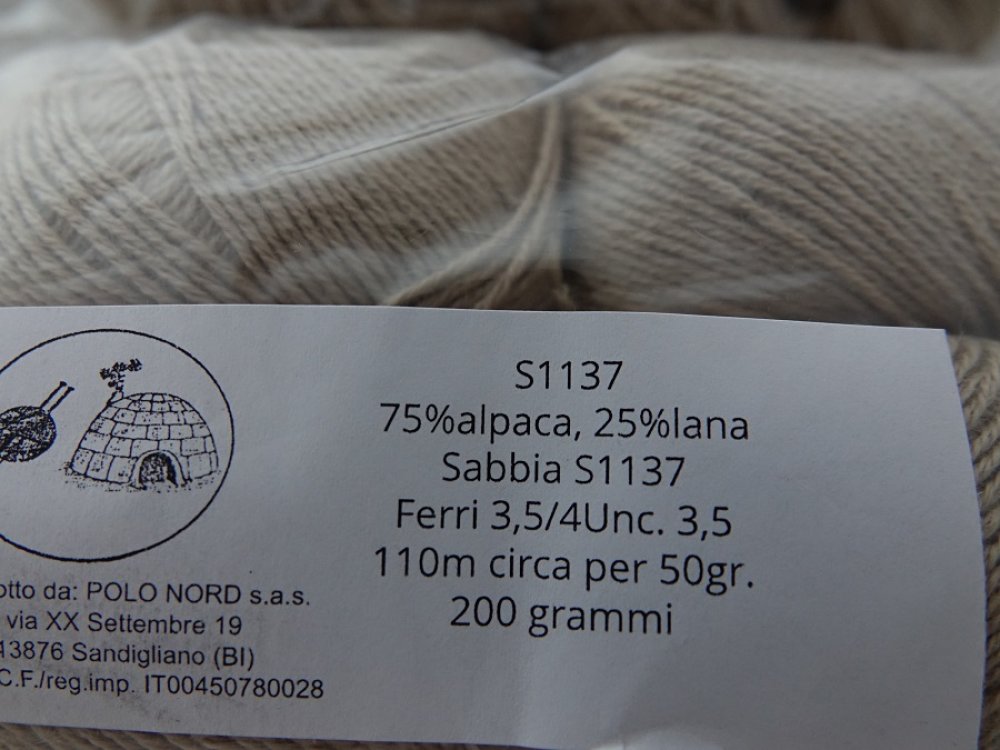 S1137
75%alpaca, 25%lana
Sabbia S1137
Ferri 3,5/4Unc. 3,5
110m circa per 50gr.
200 grammi
da: POLO NORD s.a.s.
via XX Settembre 19
13876 Sandigliano (BI)
C.F./reg.imp. IT00450780028